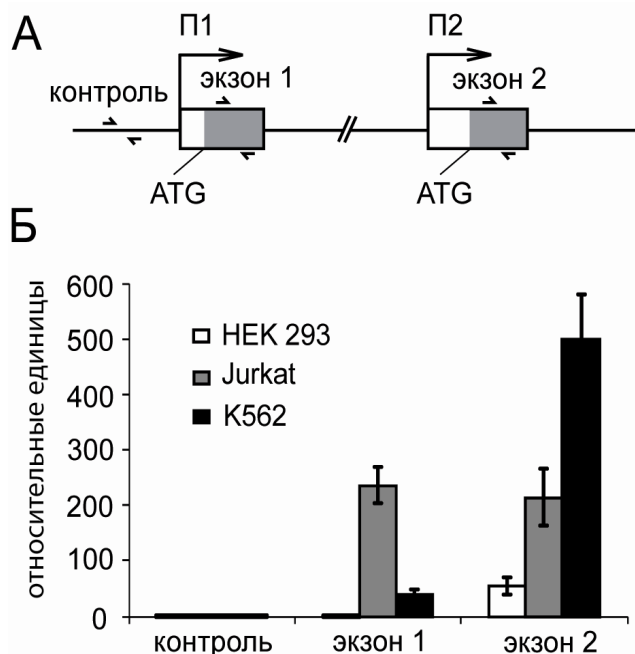 А
П1
П2
контроль
экзон 1
экзон 2
ATG
ATG
Б
относительные единицы
600
500
400
300
200
100
0
HEK 293
Jurkat
K562
контроль
экзон 1
экзон 2